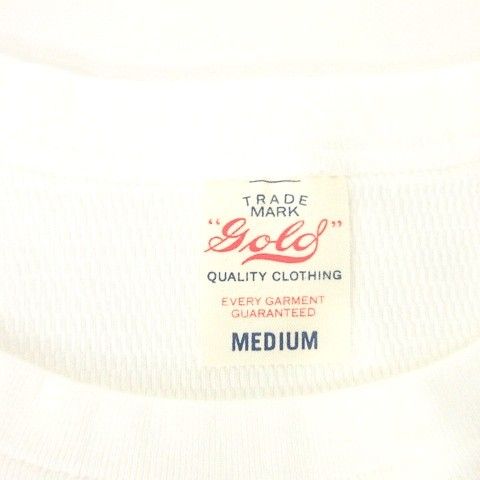 TRADE
MARK
"Gold"
QUALITY CLOTHING
EVERY GARMENT
GUARANTEED
MEDIUM